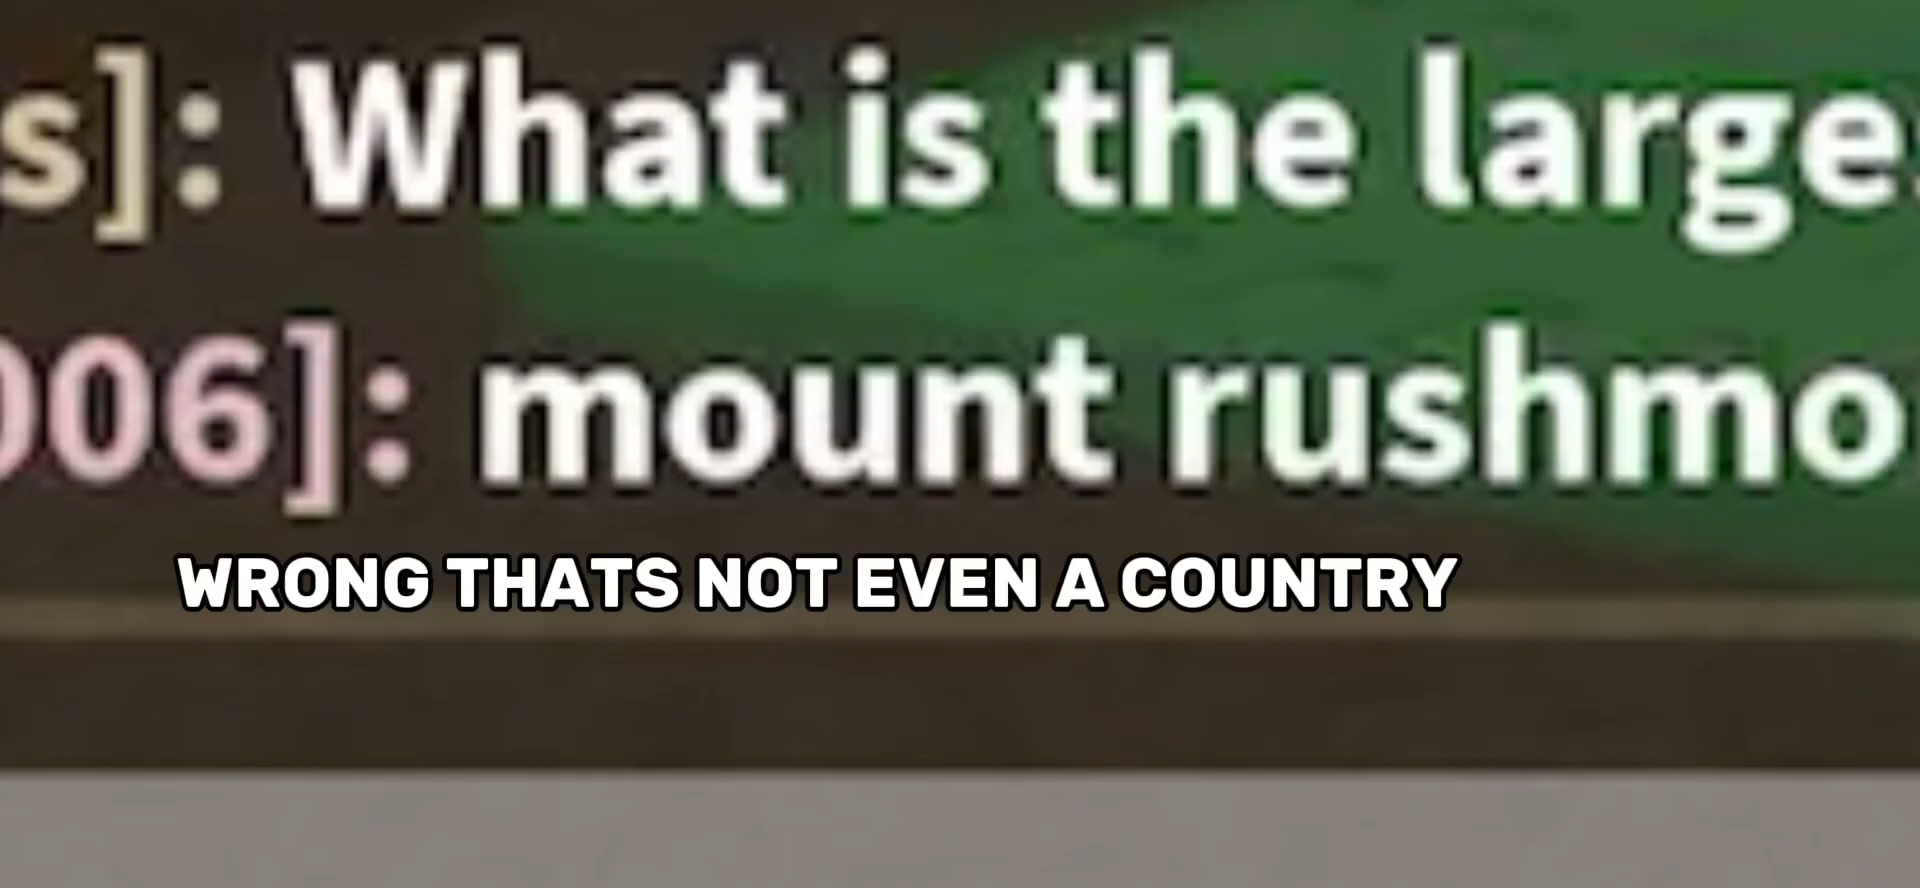 s]: What is the large
006]: mount rushmo
WRONG THATS NOT EVEN A COUNTRY